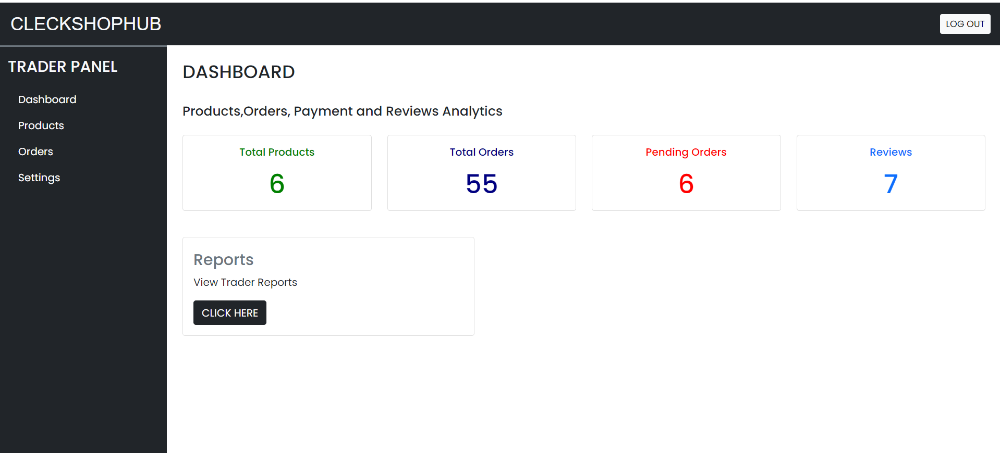 CLECKSHOPHUB
LOG OUT
TRADER PANEL
Dashboard
Products
Orders
Settings
DASHBOARD
Products,Orders, Payment and Reviews Analytics
Total Products
6
Total Orders
55
Pending Orders
6
Reviews
7
Reports
View Trader Reports
CLICK HERE